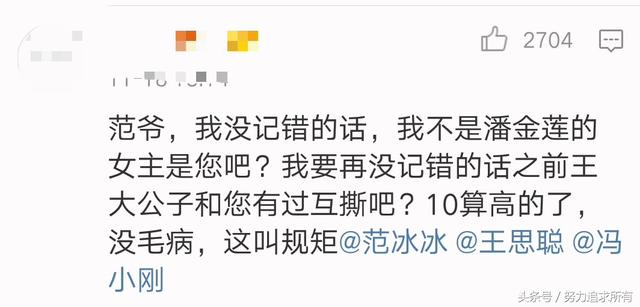 2704
范爷，我没记错的话，我不是潘金莲的
女主是您吧？我要再没记错的话之前王
大公子和您有过互撕吧？10算高的了，
没毛病，这叫规矩@范冰冰 @王思聪 @冯
小刚
头条号 / 努力追求所有